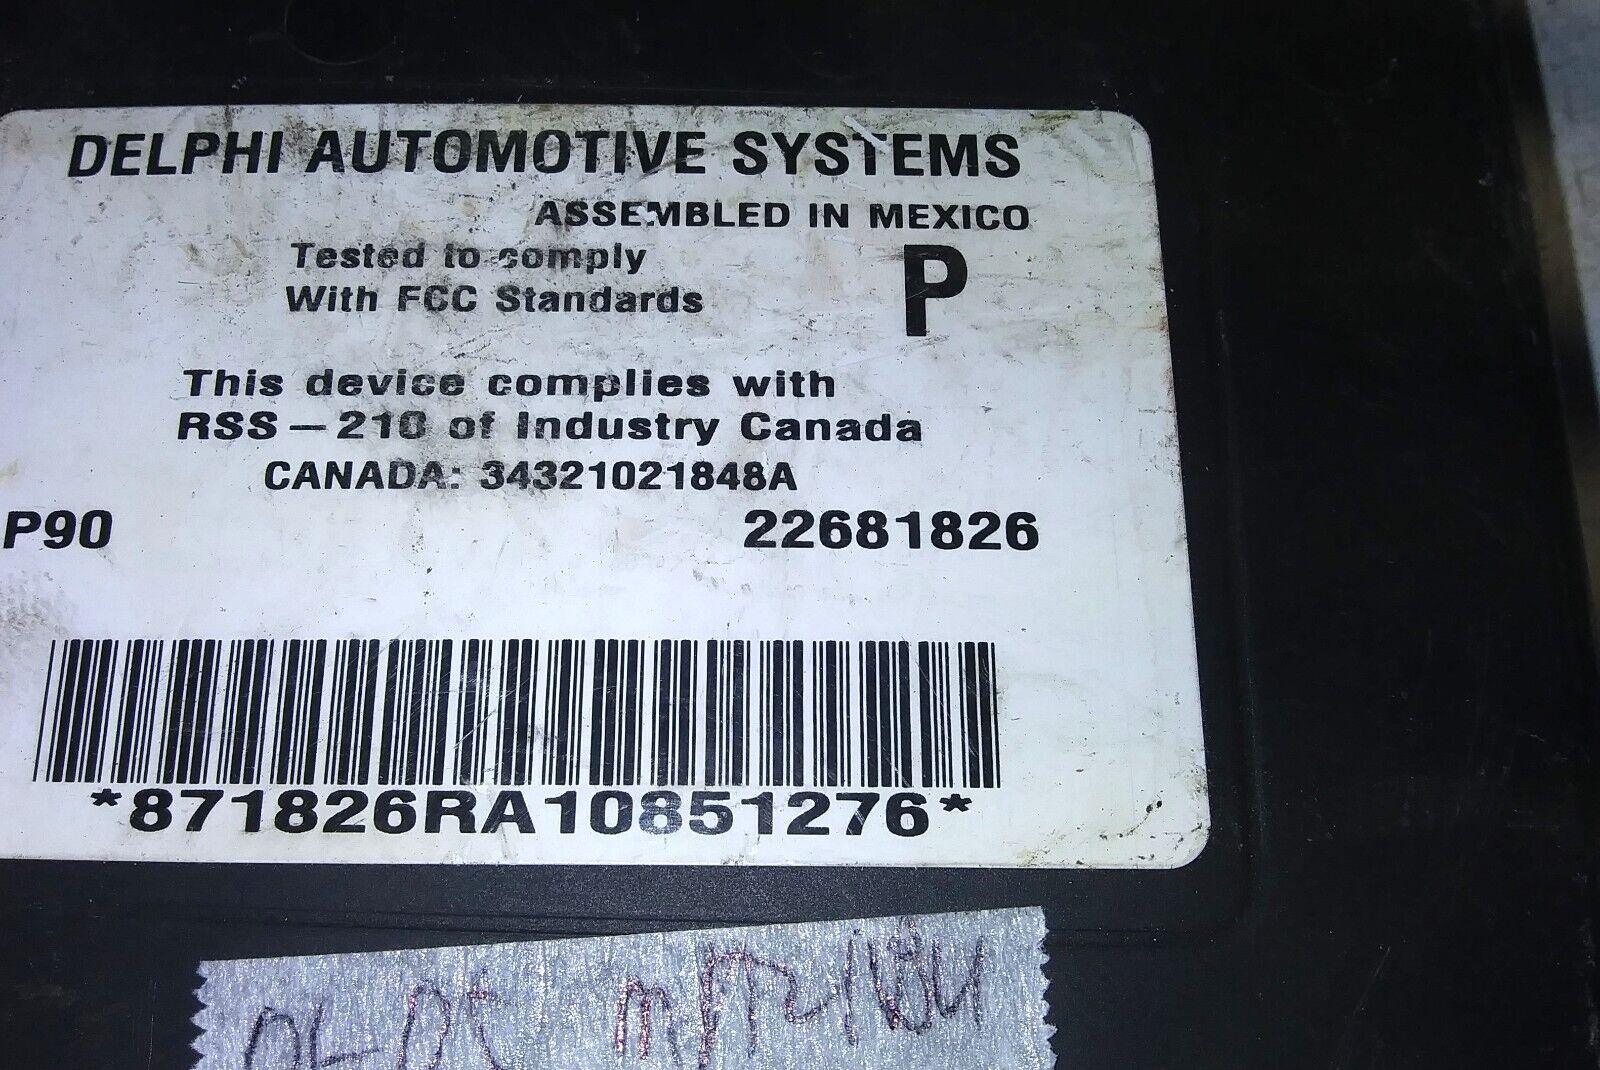 DELPHI AUTOMOTIVE SYSTEMS
ASSEMBLED IN MEXICO
Tested to comply
With FCC Standards
P
This device complies with
RSS-210 of Industry Canada
CANADA: 34321021848A
P90 22681826
*871826RA10851276*